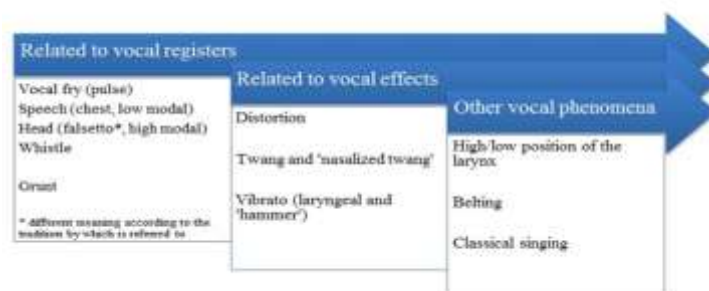 Related to vocal registers
Vocal fry (pulse)
Speech (chest, low modal)
Head (falsetto*, high modal)
Whistle
Grunt
* different meaning according to the
tradition by which is referred to
Related to vocal effects
Distortion
Twang and 'nasalized twang'
Vibrato (laryngeal and
'hammer')
Other vocal phenomena
High/low position of the
larynx
Belting
Classical singing